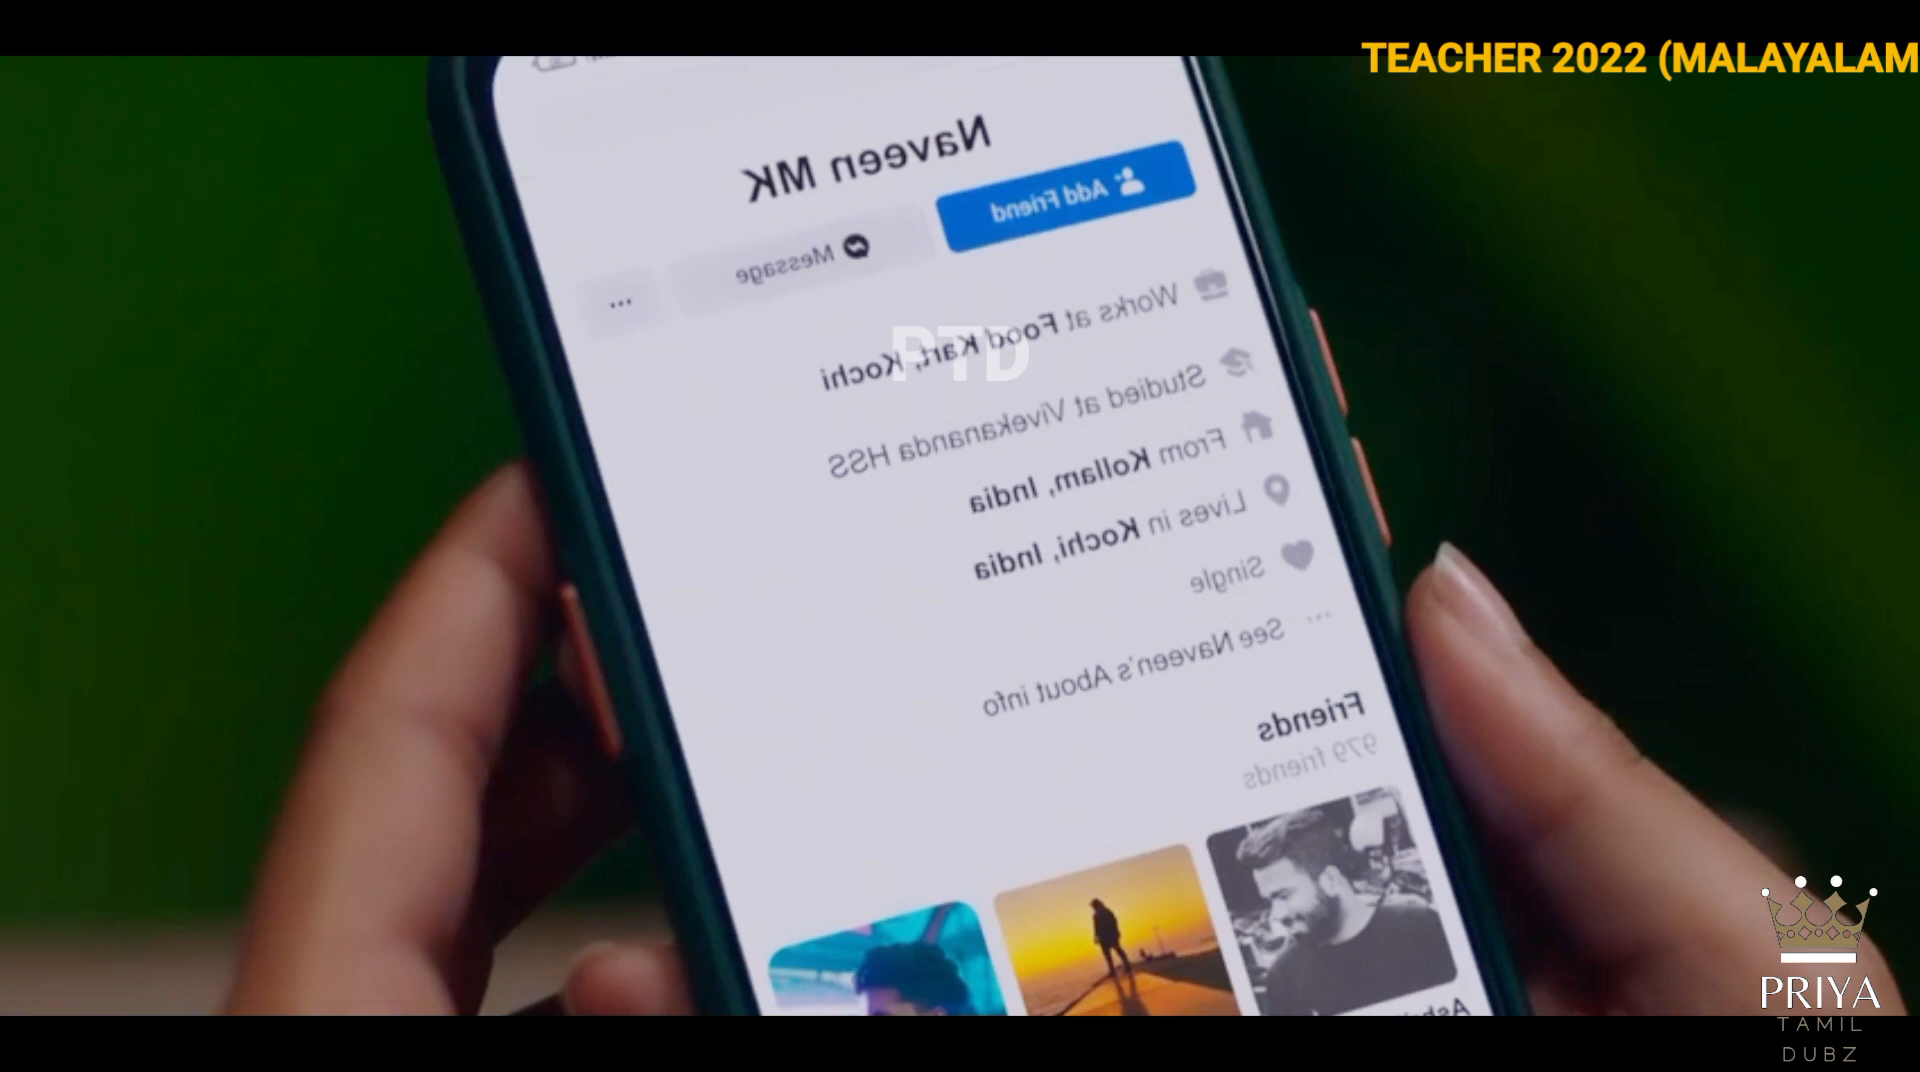 TEACHER 2022 (MALAYALAM
Naveen MK
Add Friend
Message
Works at Food Kart, Kochi
PTD
Studied at Vivekananda HSS
From Kollam, India
Lives in Kochi, India
Single
See Naveen's About info
Friends
979 friends
PRIYA
TAMIL
DUBZ